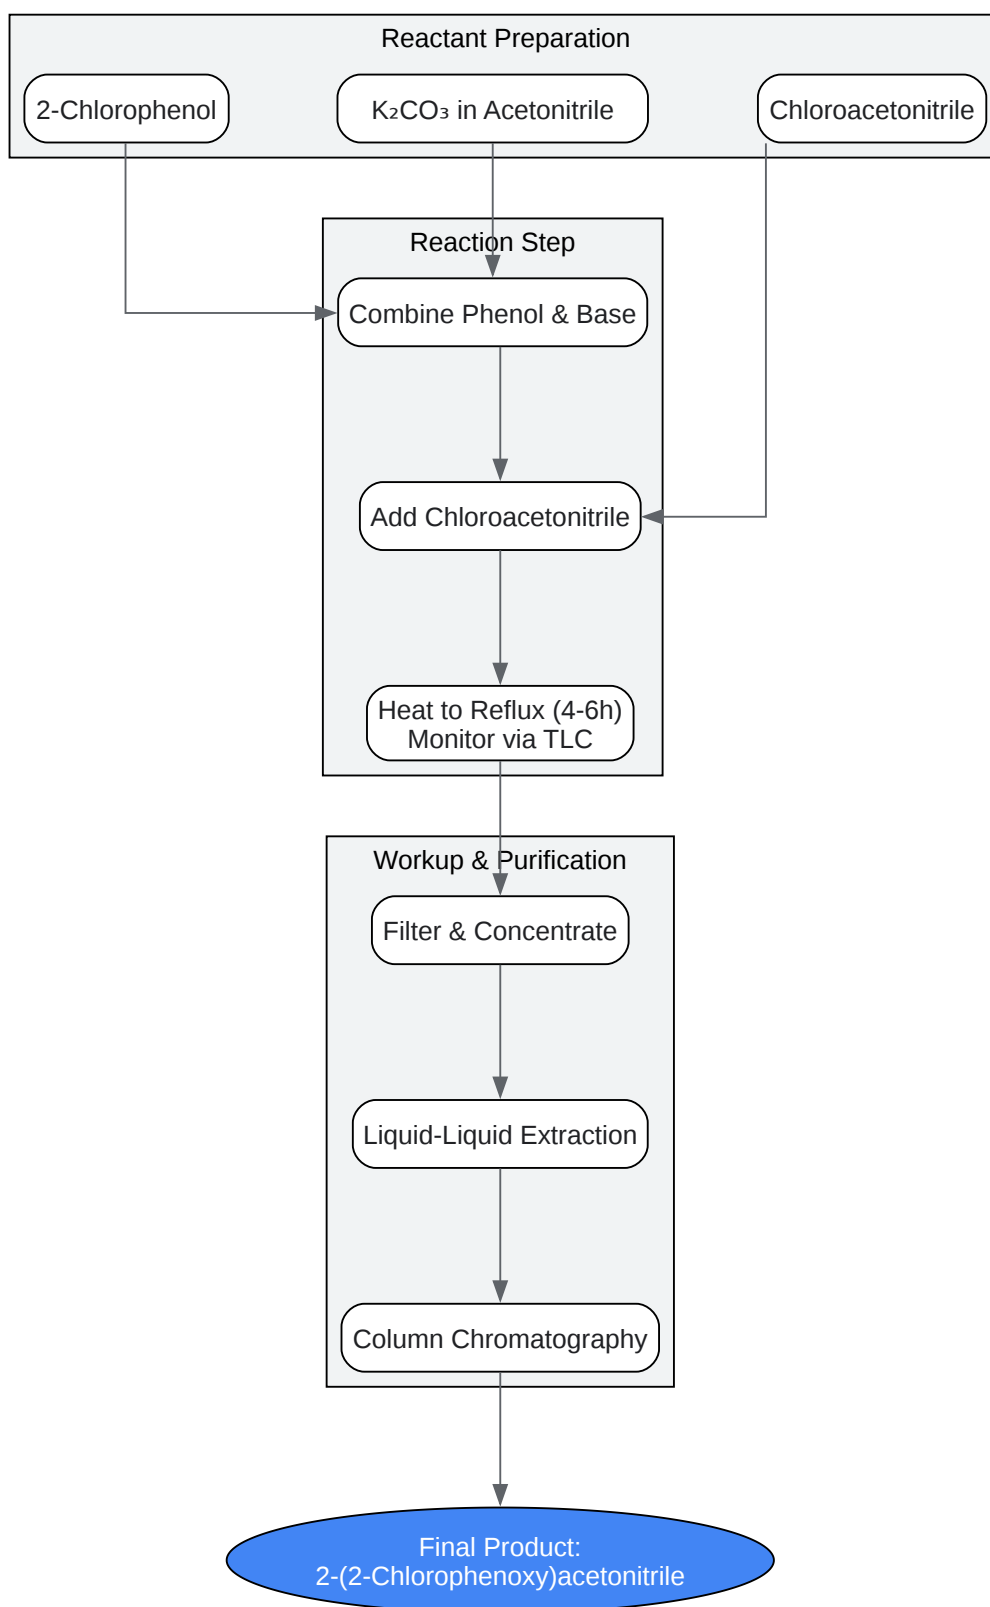 Reactant Preparation
2-Chlorophenol
K₂CO₃ in Acetonitrile
Chloroacetonitrile
Reaction Step
Combine Phenol & Base
Add Chloroacetonitrile
Heat to Reflux (4-6h)
Monitor via TLC
Workup & Purification
Filter & Concentrate
Liquid-Liquid Extraction
Column Chromatography
Final Product:
2-(2-Chlorophenoxy)acetonitrile